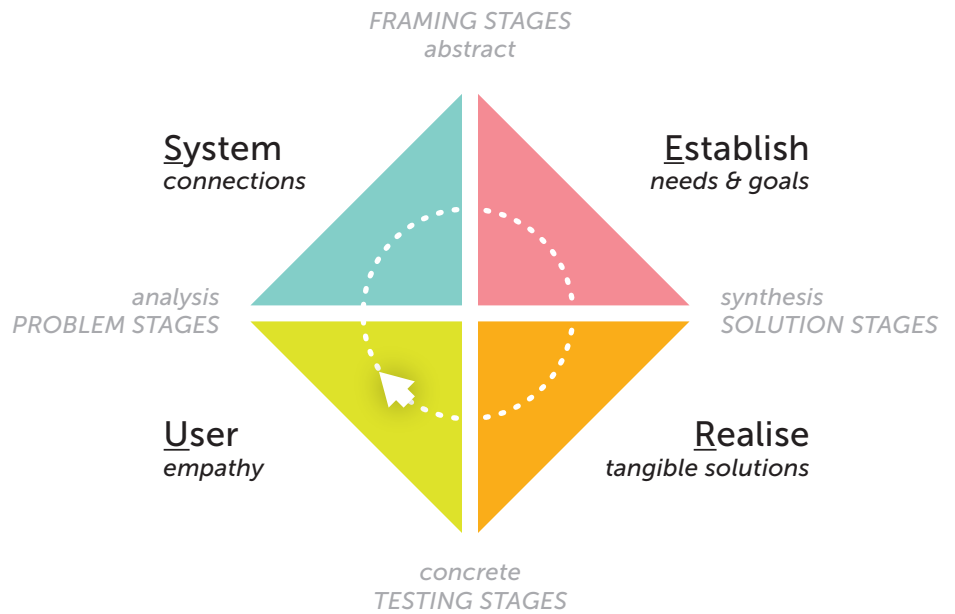 FRAMING STAGES
abstract
System
connections
Establish
needs & goals
analysis
PROBLEM STAGES
synthesis
SOLUTION STAGES
User
empathy
Realise
tangible solutions
concrete
TESTING STAGES